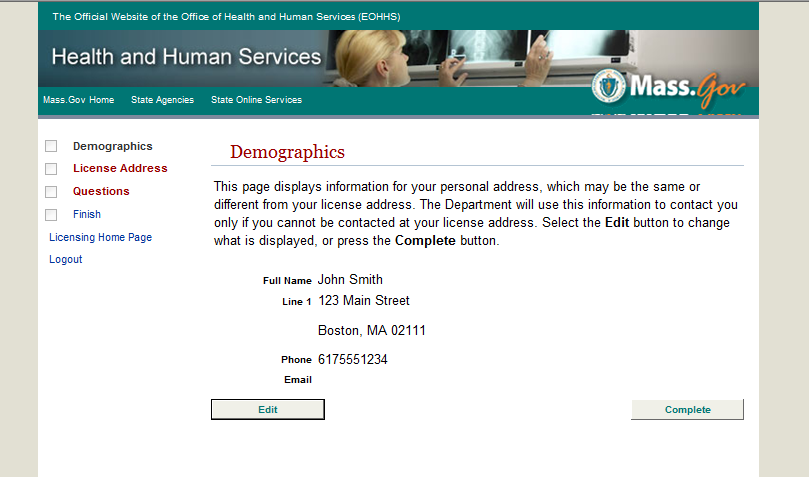 The Official Website of the Office of Health and Human Services (EOHHS)
Health and Human Services
Mass.Gov
Mass.Gov Home State Agencies State Online Services
Demographics
License Address
Questions
Finish
Licensing Home Page
Logout
Demographics
This page displays information for your personal address, which may be the same or
different from your license address. The Department will use this information to contact you
only if you cannot be contacted at your license address. Select the Edit button to change
what is displayed, or press the Complete button.
Full Name John Smith
Line 1 123 Main Street
Boston, MA 02111
Phone 6175551234
Email
Edit Complete